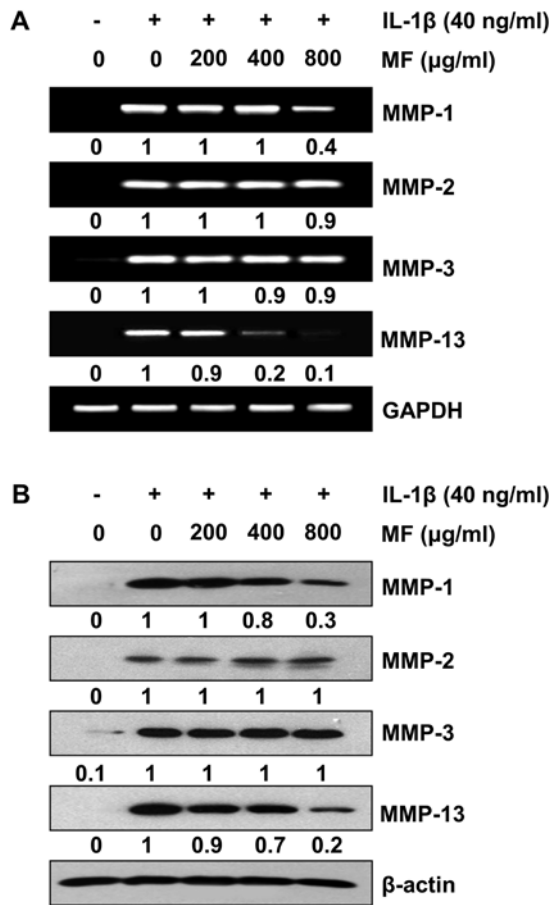 A - + + + + IL-1β (40 ng/ml)
0 0 200 400 800 MF (µg/ml)
MMP-1
0 1 1 1 0.4
MMP-2
0 1 1 1 0.9
MMP-3
0 1 1 0.9 0.9
MMP-13
0 1 0.9 0.2 0.1
GAPDH
B - + + + + IL-1β (40 ng/ml)
0 0 200 400 800 MF (µg/ml)
MMP-1
0 1 1 0.8 0.3
MMP-2
0 1 1 1 1
MMP-3
0.1 1 1 1 1
MMP-13
0 1 0.9 0.7 0.2
β-actin